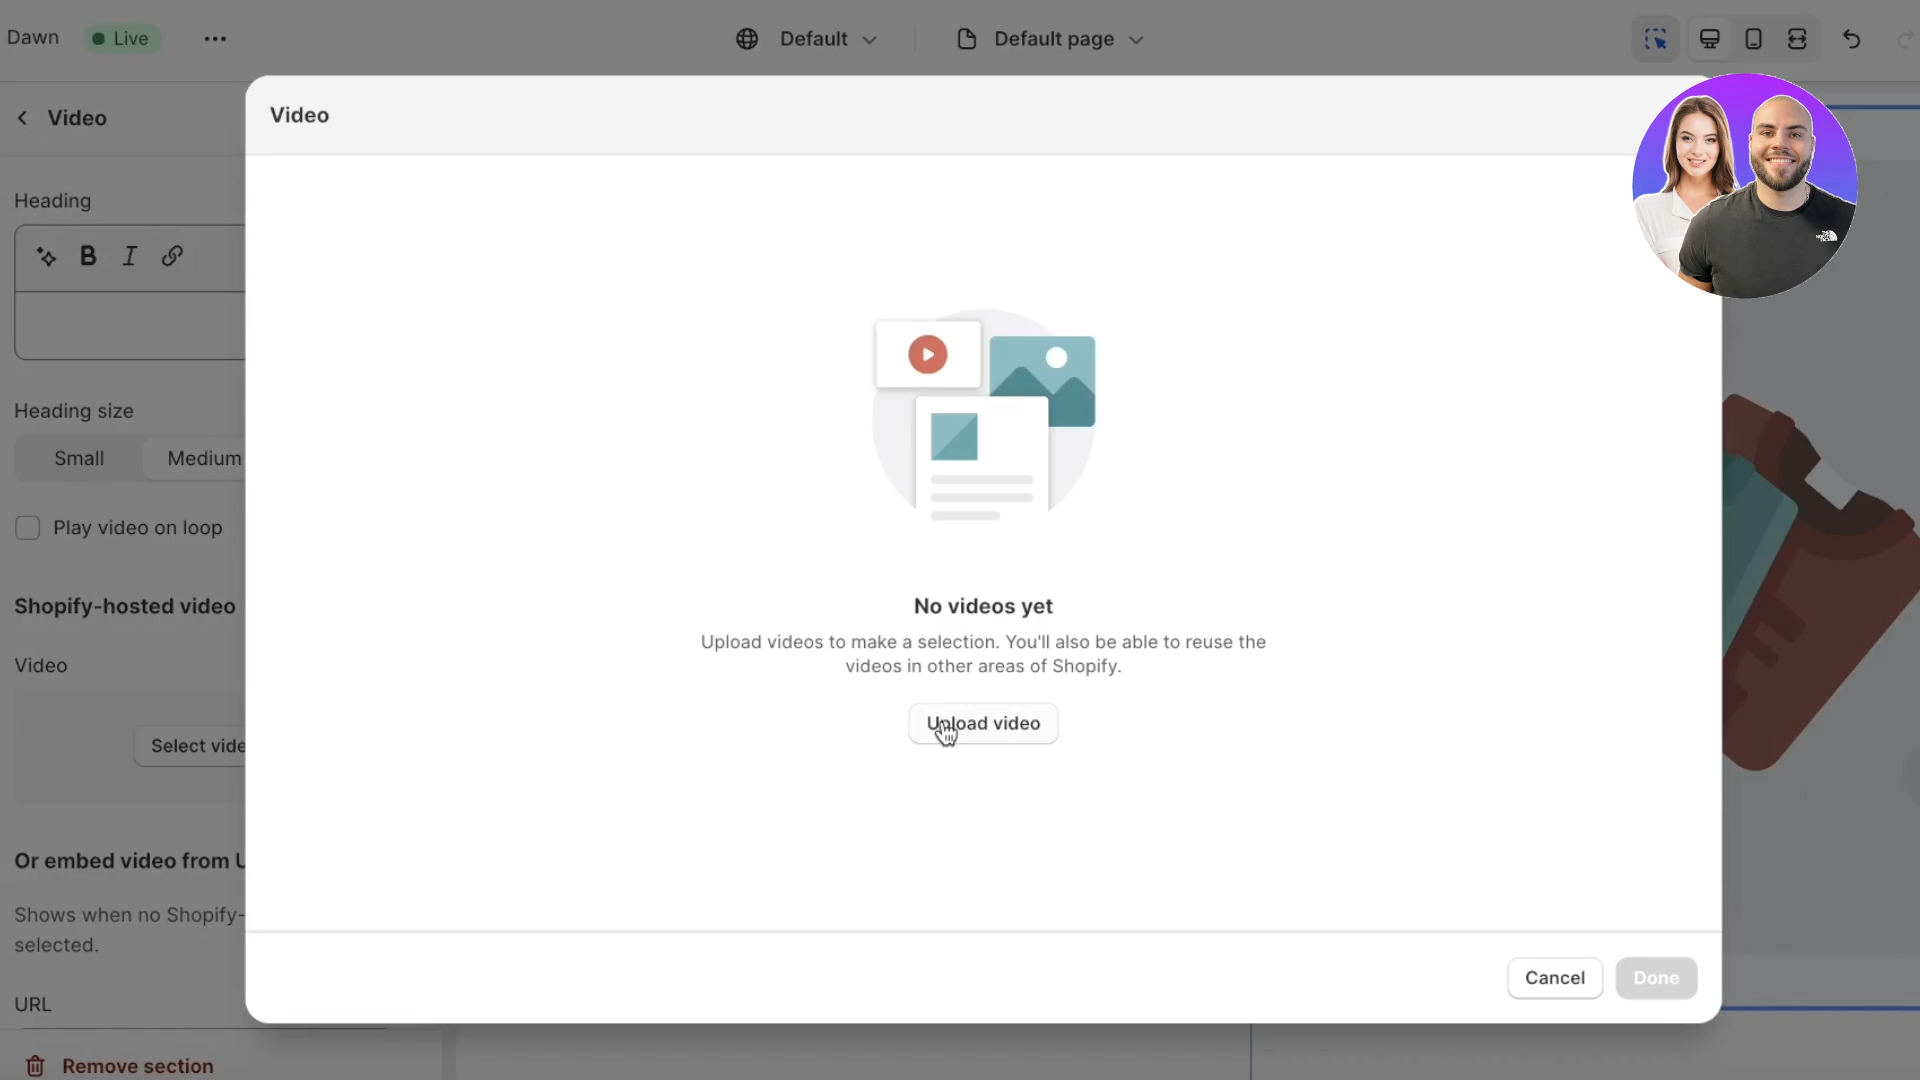 Dawn
Live
Default
Default page
Video
Heading
B I
Heading size
Small
Medium
Play video on loop
Shopify-hosted video
Video
Select vide
Or embed video from U
Shows when no Shopify-
selected.
URL
Remove section
Video
No videos yet
Upload videos to make a selection. You'll also be able to reuse the
videos in other areas of Shopify.
Upload video
Cancel
Done
THE
NORTH
FACE